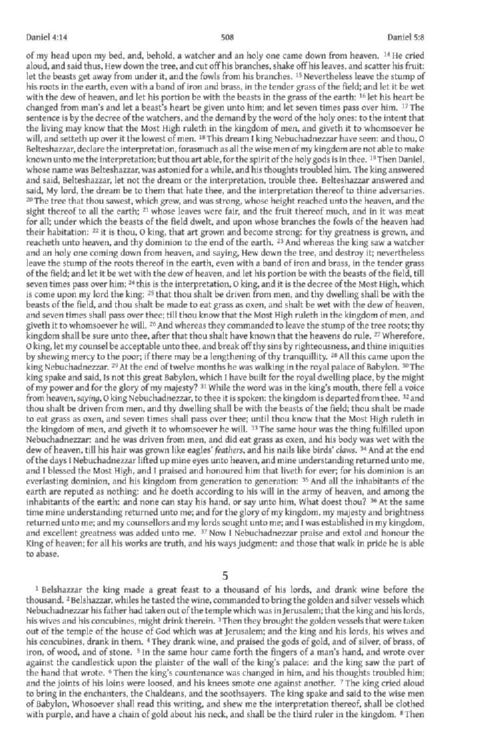 Daniel 4:14 508 Daniel 5:8
of my head upon my bed, and, behold, a watcher and an holy one came down from heaven. 14 He cried
aloud, and said thus, Hew down the tree, and cut off his branches, shake off his leaves, and scatter his fruit:
let the beasts get away from under it, and the fowls from his branches. 15 Nevertheless leave the stump of
his roots in the earth, even with a band of iron and brass, in the tender grass of the field; and let it be wet
with the dew of heaven, and let his portion be with the beasts in the grass of the earth: 16 let his heart be
changed from man's and let a beast's heart be given unto him; and let seven times pass over him. 17 The
sentence is by the decree of the watchers, and the demand by the word of the holy ones: to the intent that
the living may know that the Most High ruleth in the kingdom of men, and giveth it to whomsoever he
will, and setteth up over it the lowest of men. 18 This dream I king Nebuchadnezzar have seen: and thou, O
Belteshazzar, declare the interpretation, forasmuch as all the wise men of my kingdom are not able to make
known unto me the interpretation; but thou art able, for the spirit of the holy gods is in thee. 19 Then Daniel,
whose name was Belteshazzar, was astonied for a while, and his thoughts troubled him. The king answered
and said, Belteshazzar, let not the dream or the interpretation, trouble thee. Belteshazzar answered and
said, My lord, the dream be to them that hate thee, and the interpretation thereof to thine adversaries.
20 The tree that thou sawest, which grew, and was strong, whose height reached unto the heaven, and the
sight thereof to all the earth; 21 whose leaves were fair, and the fruit thereof much, and in it was meat
for all; under which the beasts of the field dwelt, and upon whose branches the fowls of the heaven had
their habitation: 22 it is thou, O king, that art grown and become strong: for thy greatness is grown, and
reacheth unto heaven, and thy dominion to the end of the earth. 23 And whereas the king saw a watcher
and an holy one coming down from heaven, and saying, Hew down the tree, and destroy it; nevertheless
leave the stump of the roots thereof in the earth, even with a band of iron and brass, in the tender grass
of the field; and let it be wet with the dew of heaven, and let his portion be with the beasts of the field, till
seven times pass over him; 24 this is the interpretation, O king, and it is the decree of the Most High, which
is come upon my lord the king: 25 that thou shalt be driven from men, and thy dwelling shall be with the
beasts of the field, and thou shalt be made to eat grass as oxen, and shalt be wet with the dew of heaven,
and seven times shall pass over thee; till thou know that the Most High ruleth in the kingdom of men, and
giveth it to whomsoever he will. 26 And whereas they commanded to leave the stump of the tree roots; thy
kingdom shall be sure unto thee, after that thou shalt have known that the heavens do rule. 27 Wherefore,
O king, let my counsel be acceptable unto thee, and break off thy sins by righteousness, and thine iniquities
by shewing mercy to the poor; if there may be a lengthening of thy tranquillity. 28 All this came upon the
king Nebuchadnezzar. 29 At the end of twelve months he was walking in the royal palace of Babylon. 30 The
king spake and said, Is not this great Babylon, which I have built for the royal dwelling place, by the might
of my power and for the glory of my majesty? 31 While the word was in the king's mouth, there fell a voice
from heaven, saying, O king Nebuchadnezzar, to thee it is spoken: the kingdom is departed from thee. 32 and
thou shalt be driven from men, and thy dwelling shall be with the beasts of the field; thou shalt be made
to eat grass as oxen, and seven times shall pass over thee; until thou know that the Most High ruleth in
the kingdom of men, and giveth it to whomsoever he will. 33 The same hour was the thing fulfilled upon
Nebuchadnezzar: and he was driven from men, and did eat grass as oxen, and his body was wet with the
dew of heaven, till his hair was grown like eagles' feathers, and his nails like birds' claws. 34 And at the end
of the days I Nebuchadnezzar lifted up mine eyes unto heaven, and mine understanding returned unto me,
and I blessed the Most High, and I praised and honoured him that liveth for ever; for his dominion is an
everlasting dominion, and his kingdom from generation to generation: 35 And all the inhabitants of the
earth are reputed as nothing: and he doeth according to his will in the army of heaven, and among the
inhabitants of the earth: and none can stay his hand, or say unto him, What doest thou? 36 At the same
time mine understanding returned unto me; and for the glory of my kingdom, my majesty and brightness
returned unto me; and my counsellors and my lords sought unto me; and I was established in my kingdom,
and excellent greatness was added unto me. 37 Now I Nebuchadnezzar praise and extol and honour the
King of heaven; for all his works are truth, and his ways judgment: and those that walk in pride he is able
to abase.
5
1 Belshazzar the king made a great feast to a thousand of his lords, and drank wine before the
thousand. 2 Belshazzar, whiles he tasted the wine, commanded to bring the golden and silver vessels which
Nebuchadnezzar his father had taken out of the temple which was in Jerusalem; that the king and his lords,
his wives and his concubines, might drink therein. 3 Then they brought the golden vessels that were taken
out of the temple of the house of God which was at Jerusalem; and the king and his lords, his wives and
his concubines, drank in them. 4 They drank wine, and praised the gods of gold, and of silver, of brass, of
iron, of wood, and of stone. 5 In the same hour came forth the fingers of a man's hand, and wrote over
against the candlestick upon the plaister of the wall of the king's palace: and the king saw the part of
the hand that wrote. 6 Then the king's countenance was changed in him, and his thoughts troubled him;
and the joints of his loins were loosed, and his knees smote one against another. 7 The king cried aloud
to bring in the enchanters, the Chaldeans, and the soothsayers. The king spake and said to the wise men
of Babylon, Whosoever shall read this writing, and shew me the interpretation thereof, shall be clothed
with purple, and have a chain of gold about his neck, and shall be the third ruler in the kingdom. 8 Then